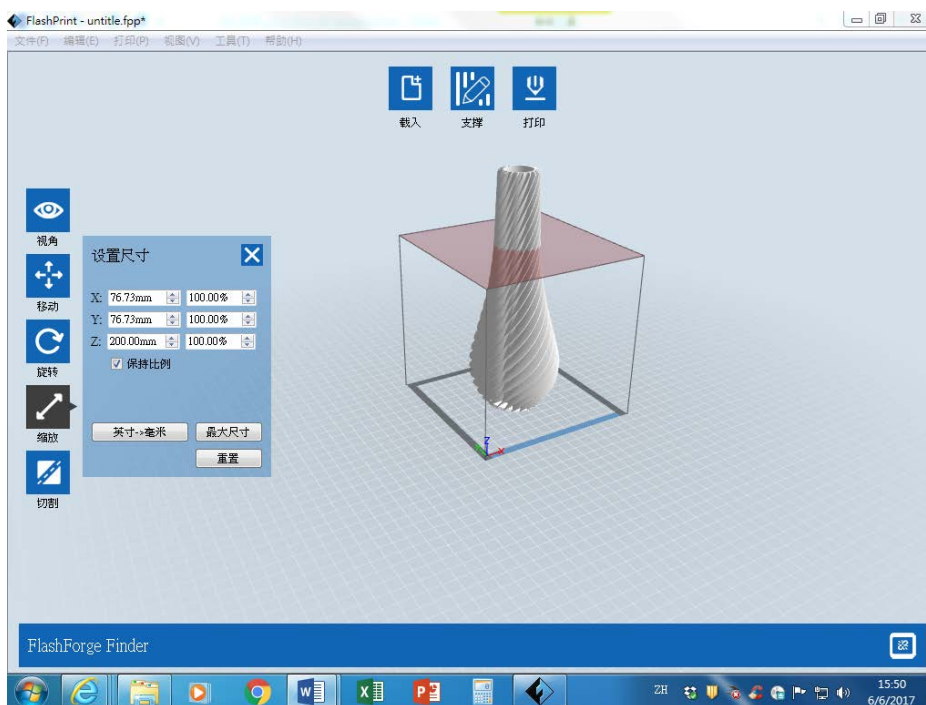 FlashPrint - untitle.fpp*
文件(F) 编辑(E) 打印(P) 视图(V) 工具(T) 帮助(H)
载入 支撑 打印
视角
移动
旋转
缩放
切割
设置尺寸
X: 76.73mm 100.00%
Y: 76.73mm 100.00%
Z: 200.00mm 100.00%
保持比例
英寸->毫米 最大尺寸
重置
Z
x
FlashForge Finder
ZH
15:50
6/6/2017